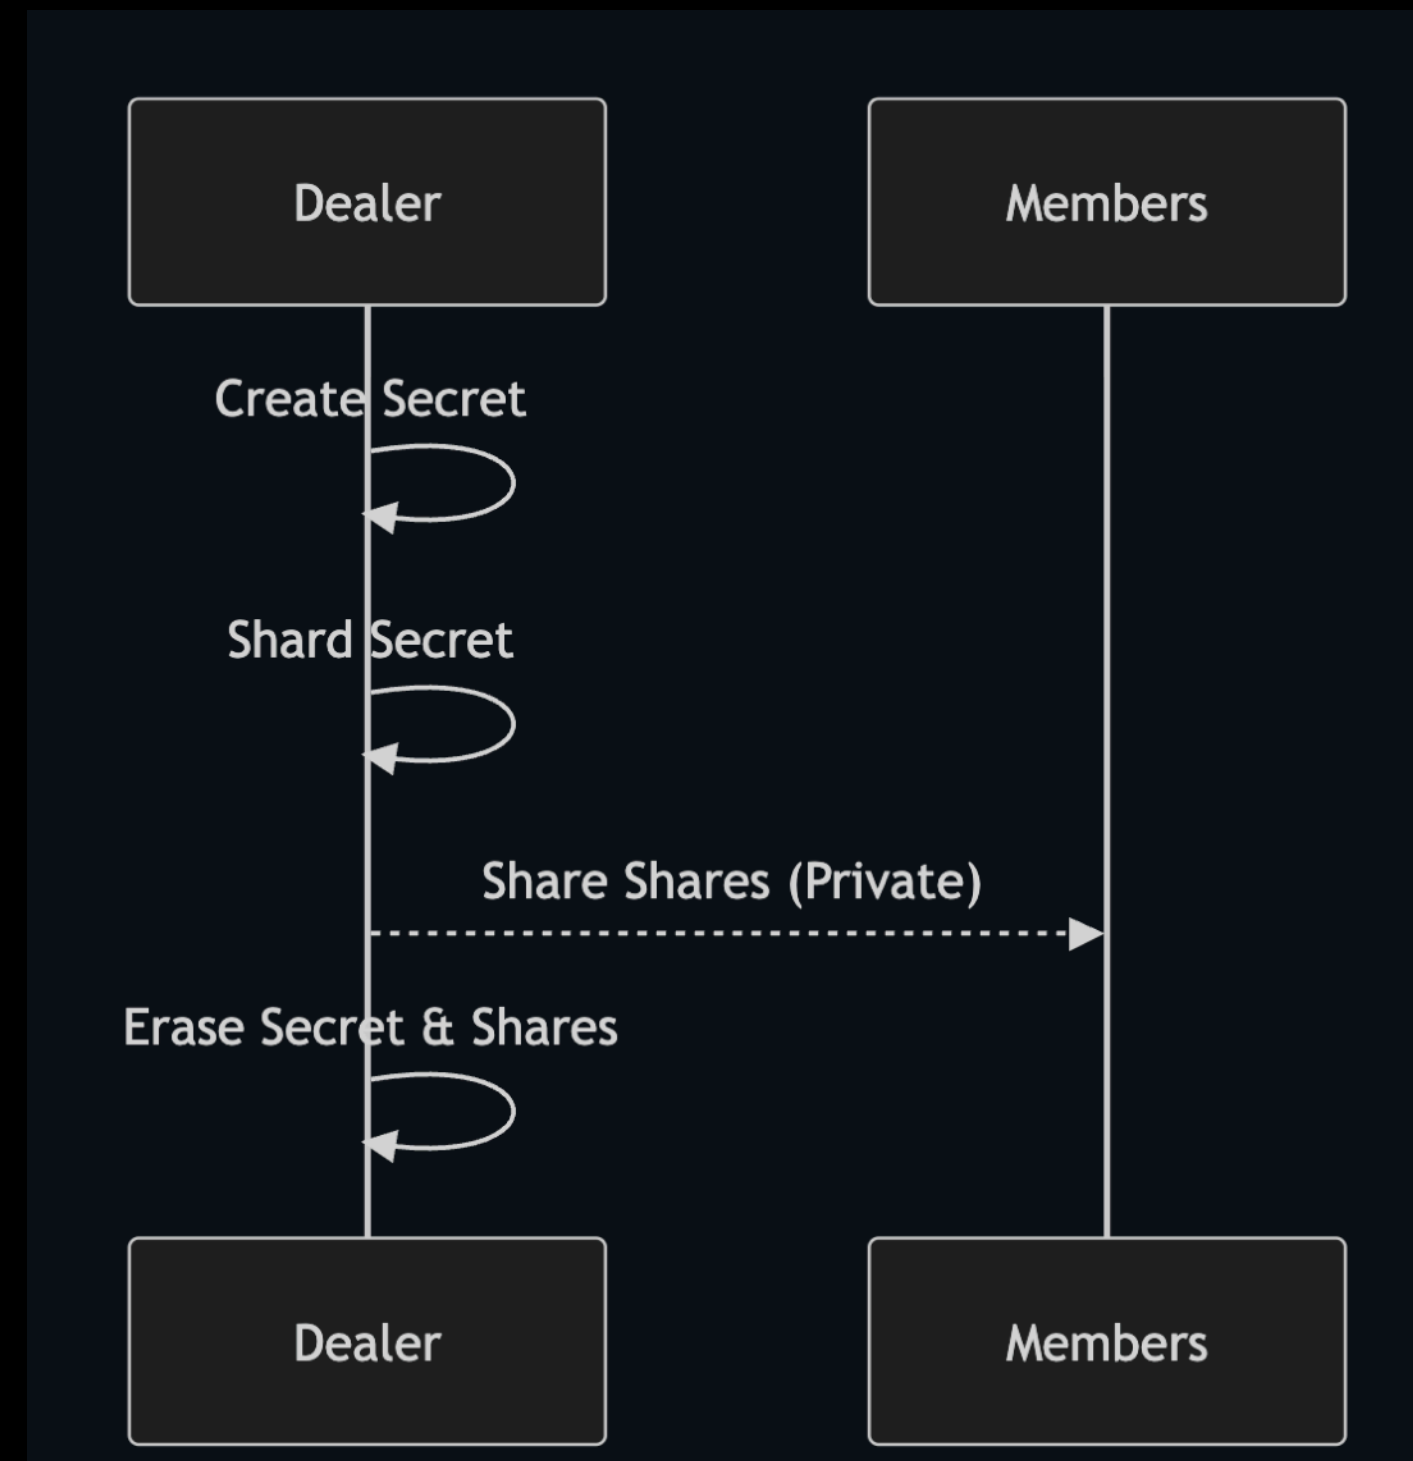 Dealer
Members
Create Secret
Shard Secret
Share Shares (Private)
Erase Secret & Shares
Dealer
Members